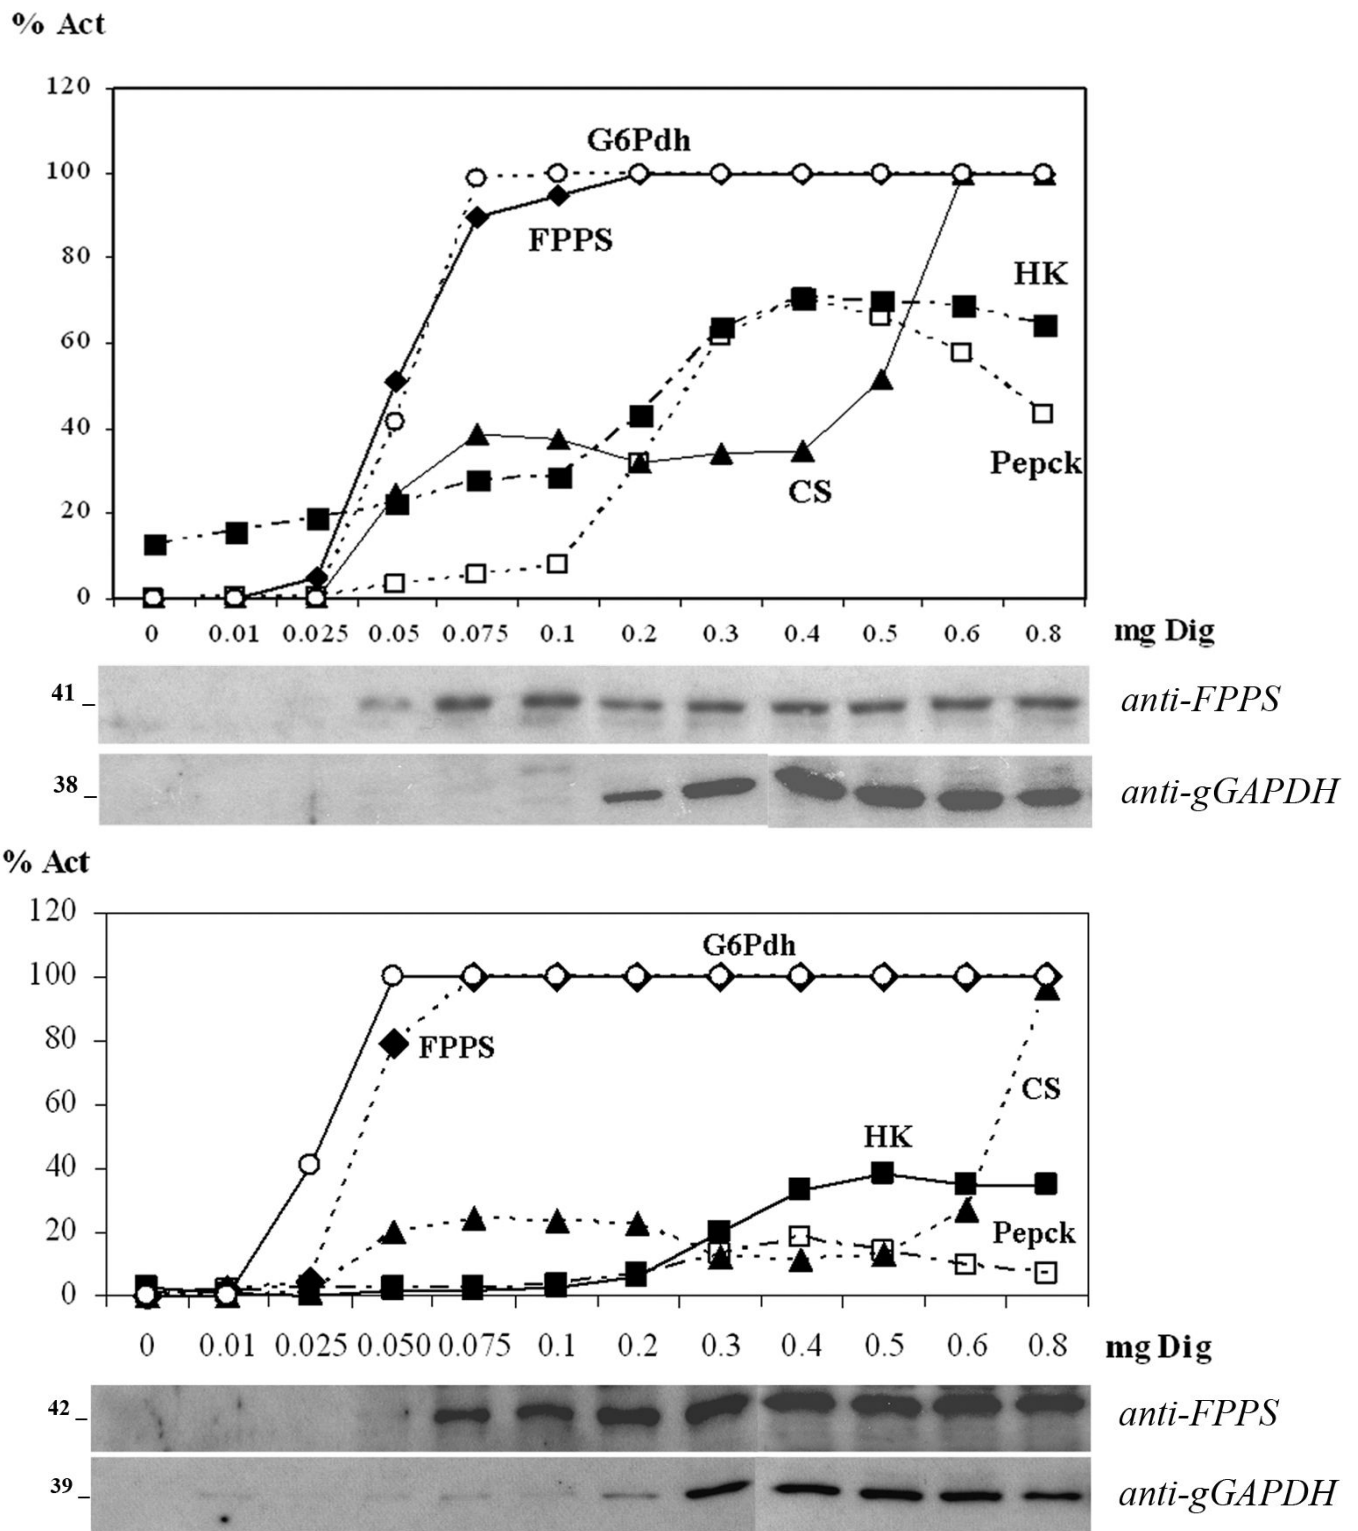 % Act
120
G6Pdh
100
FPPS
80
HK
60
40
Pepck
CS
20
0
0 0.01 0.025 0.05 0.075 0.1 0.2 0.3 0.4 0.5 0.6 0.8 mg Dig
41 _ anti-FPPS
38 _ anti-gGAPDH
% Act
120
G6Pdh
100
80
FPPS
CS
60
HK
40
20
Pepck
0
0 0.01 0.025 0.050 0.075 0.1 0.2 0.3 0.4 0.5 0.6 0.8 mg Dig
42 _ anti-FPPS
39 _ anti-gGAPDH